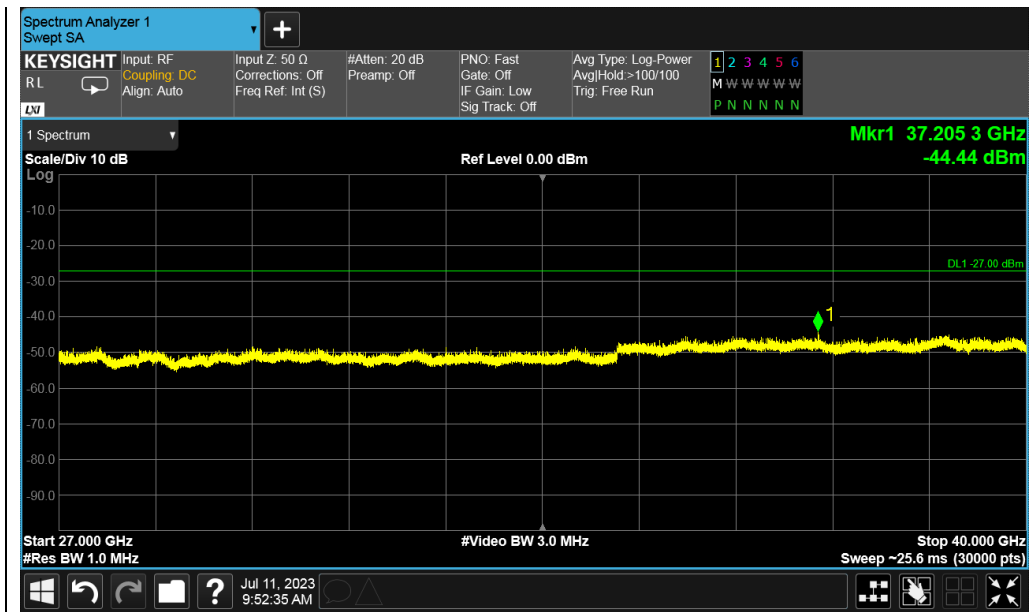 Spectrum Analyzer 1
Swept SA
+
KEYSIGHT
RL
LXI
Input: RF
Coupling: DC
Align: Auto
Input Z: 50 Ω
Corrections: Off
Freq Ref: Int (S)
#Atten: 20 dB
Preamp: Off
PNO: Fast
Gate: Off
IF Gain: Low
Sig Track: Off
Avg Type: Log-Power
Avg|Hold:>100/100
Trig: Free Run
1 2 3 4 5 6
M W W W W W
P N N N N N
1 Spectrum
Scale/Div 10 dB
Ref Level 0.00 dBm
Mkr1 37.205 3 GHz
-44.44 dBm
Log
-10.0
-20.0
DL1 -27.00 dBm
-30.0
-40.0
1
-50.0
-60.0
-70.0
-80.0
-90.0
Start 27.000 GHz
#Video BW 3.0 MHz
Stop 40.000 GHz
#Res BW 1.0 MHz
Sweep ~25.6 ms (30000 pts)
?
Jul 11, 2023
9:52:35 AM